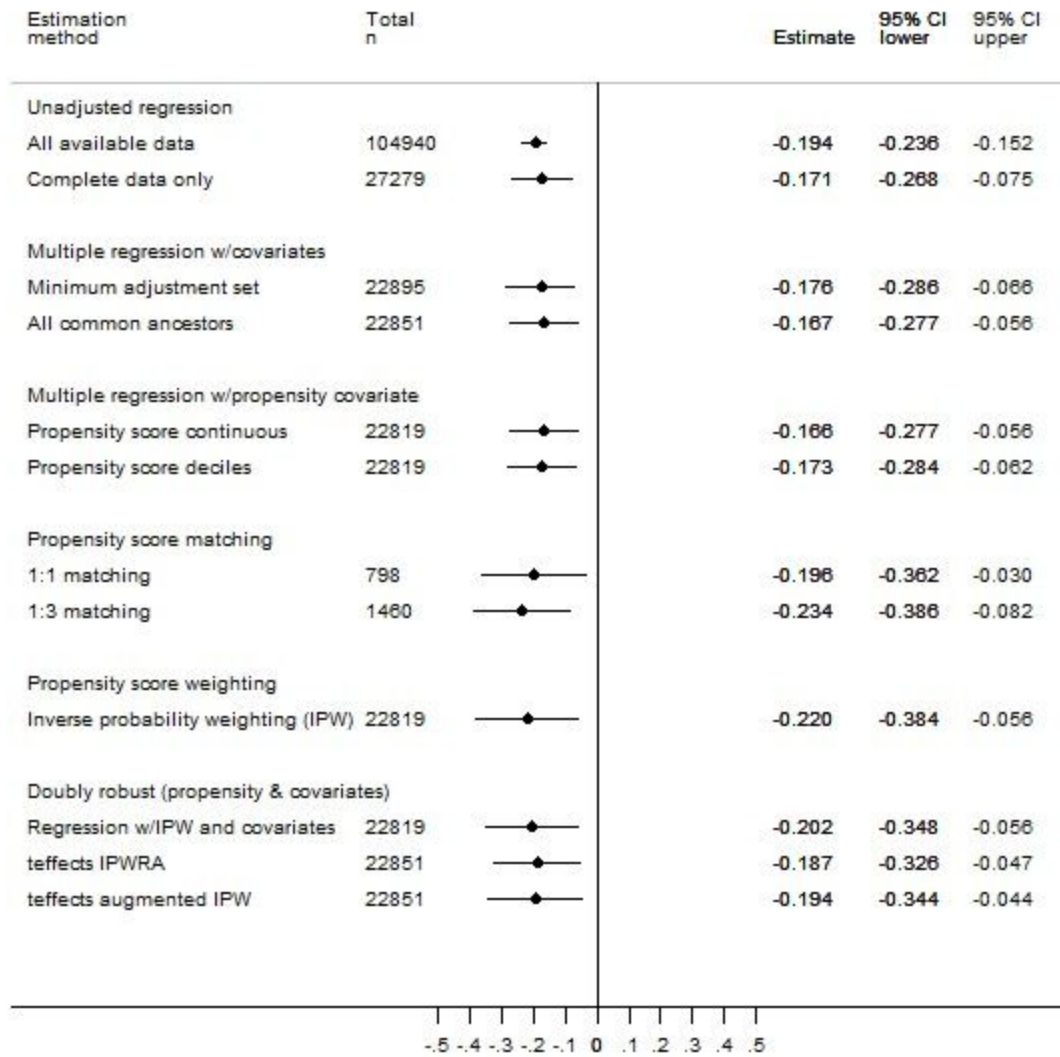 Estimation method Total n Estimate 95% CI lower 95% CI upper
Unadjusted regression
All available data 104940 -0.194 -0.236 -0.152
Complete data only 27279 -0.171 -0.268 -0.075
Multiple regression w/covariates
Minimum adjustment set 22895 -0.176 -0.286 -0.066
All common ancestors 22851 -0.167 -0.277 -0.056
Multiple regression w/propensity covariate
Propensity score continuous 22819 -0.166 -0.277 -0.056
Propensity score deciles 22819 -0.173 -0.284 -0.062
Propensity score matching
1:1 matching 798 -0.196 -0.362 -0.030
1:3 matching 1460 -0.234 -0.386 -0.082
Propensity score weighting
Inverse probability weighting (IPW) 22819 -0.220 -0.384 -0.056
Doubly robust (propensity & covariates)
Regression w/IPW and covariates 22819 -0.202 -0.348 -0.056
teffects IPWRA 22851 -0.187 -0.326 -0.047
teffects augmented IPW 22851 -0.194 -0.344 -0.044
-.5 -.4 -.3 -.2 -.1 0 .1 .2 .3 .4 .5